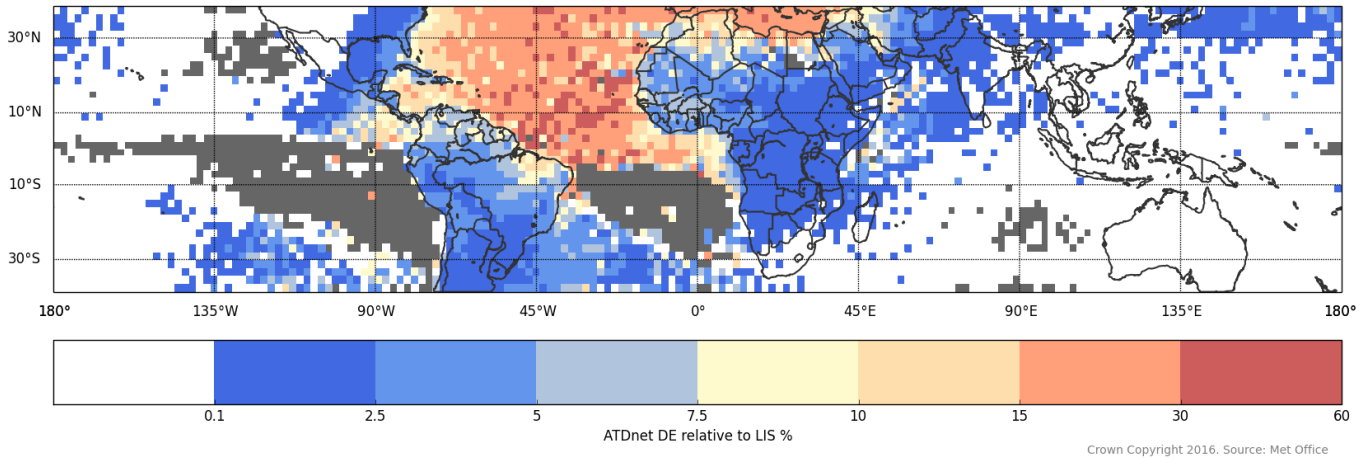 30°N
10°N
10°S
30°S
180° 135°W 90°W 45°W 0° 45°E 90°E 135°E 180°
0.1 2.5 5 7.5 10 15 30 60
ATDnet DE relative to LIS %
Crown Copyright 2016. Source: Met Office